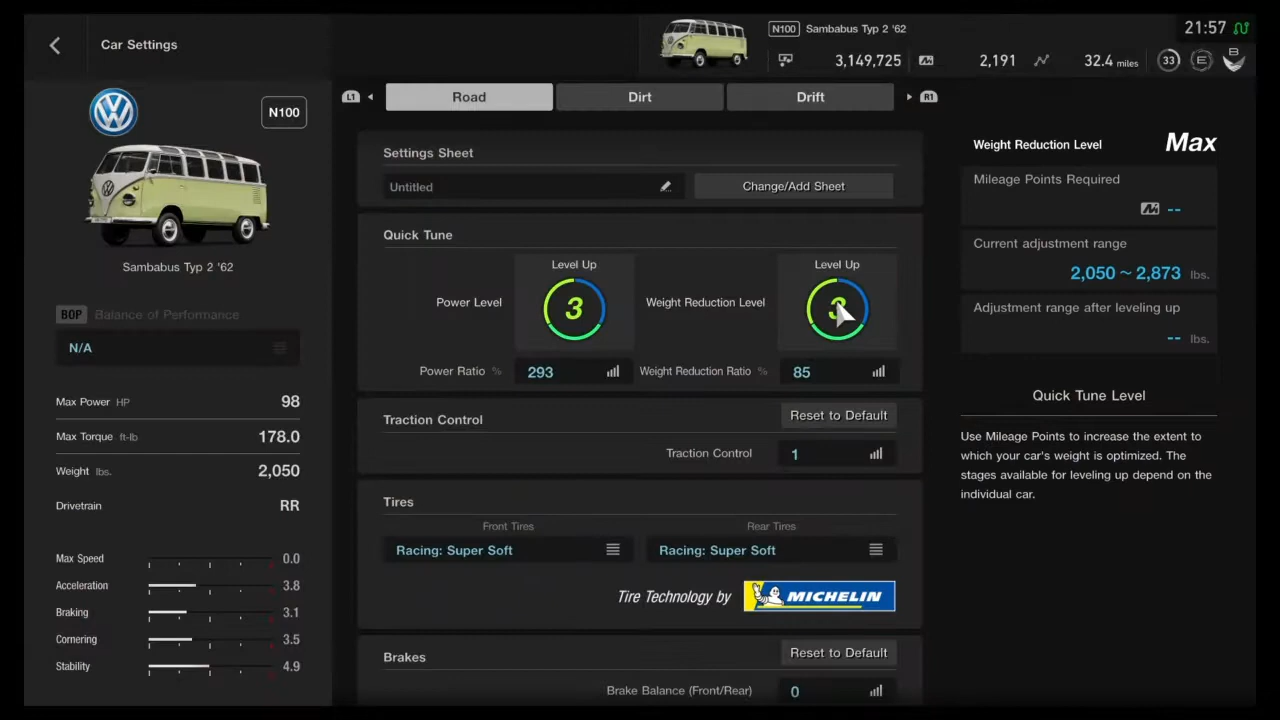 Car Settings
N100 Sambabus Typ 2 '62
21:57
3,149,725 2,191 32.4 miles 33 E B
N100
Sambabus Typ 2 '62
BOP Balance of Performance
N/A
Max Power HP 98
Max Torque ft-lb 178.0
Weight lbs. 2,050
Drivetrain RR
Max Speed 0.0
Acceleration 3.8
Braking 3.1
Cornering 3.5
Stability 4.9
L1 Road Dirt Drift R1
Settings Sheet
Untitled Change/Add Sheet
Quick Tune
Level Up Level Up
Power Level 3 Weight Reduction Level 3
Power Ratio % 293 Weight Reduction Ratio % 85
Traction Control Reset to Default
Traction Control 1
Tires
Front Tires Rear Tires
Racing: Super Soft Racing: Super Soft
Tire Technology by MICHELIN
Brakes Reset to Default
Brake Balance (Front/Rear) 0
Weight Reduction Level Max
Mileage Points Required
--
Current adjustment range
2,050 ~ 2,873 lbs.
Adjustment range after leveling up
-- lbs.
Quick Tune Level
Use Mileage Points to increase the extent to
which your car's weight is optimized. The
stages available for leveling up depend on the
individual car.